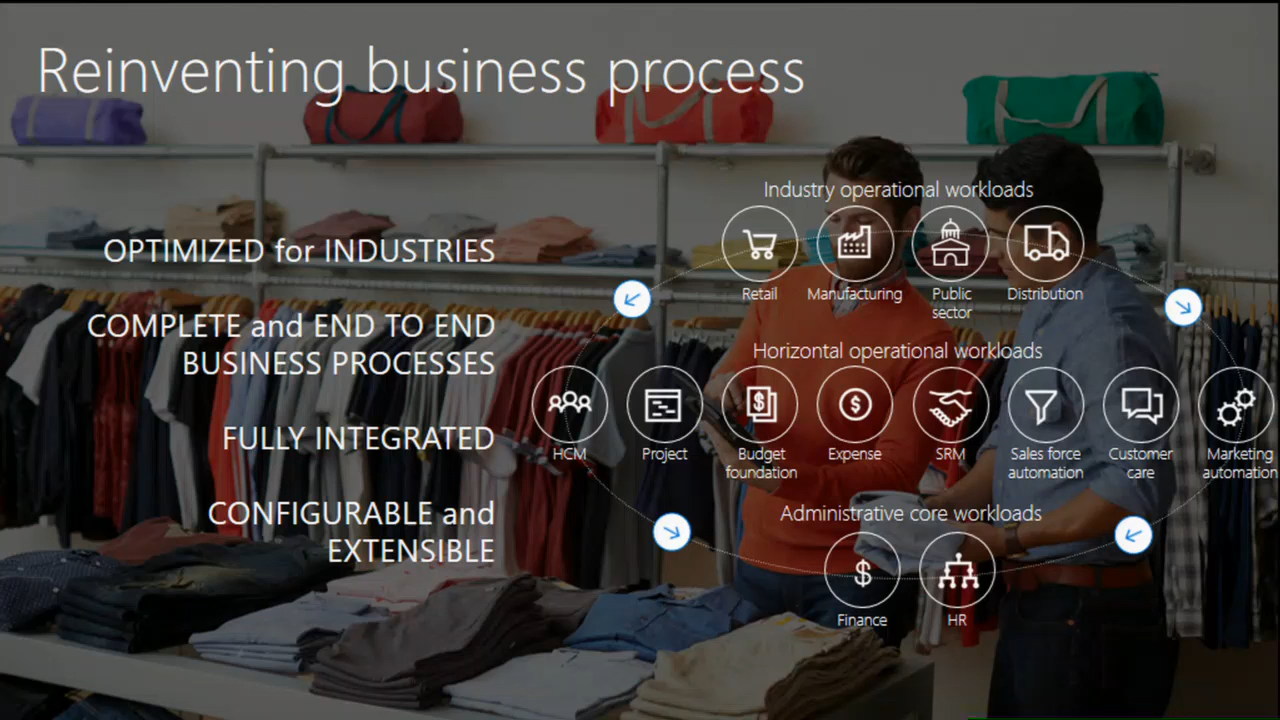 Reinventing business process
OPTIMIZED for INDUSTRIES
COMPLETE and END TO END
BUSINESS PROCESSES
FULLY INTEGRATED
CONFIGURABLE and
EXTENSIBLE
Industry operational workloads
Retail
Manufacturing
Public
sector
Distribution
Horizontal operational workloads
HCM
Project
Budget
foundation
Expense
SRM
Sales force
automation
Customer
care
Marketing
automation
Administrative core workloads
Finance
HR